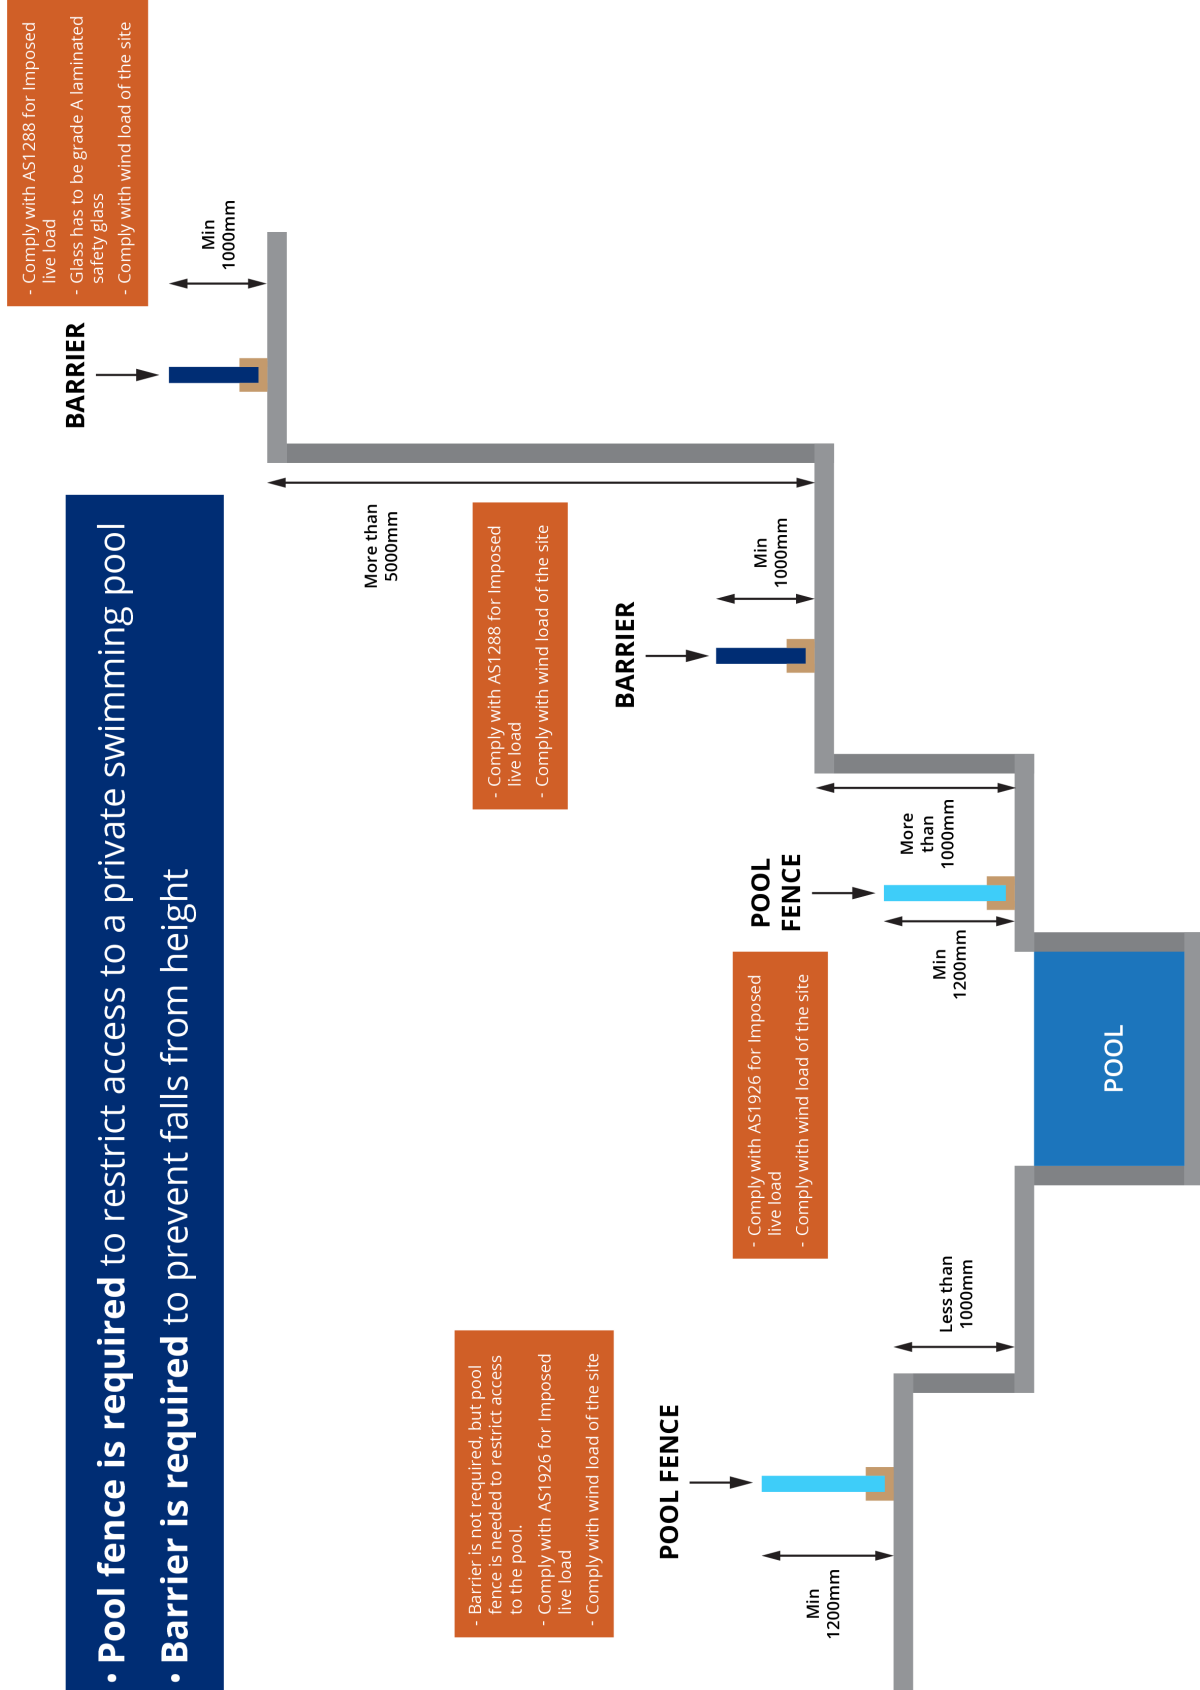 • Pool fence is required to restrict access to a private swimming pool
• Barrier is required to prevent falls from height
- Barrier is not required, but pool
fence is needed to restrict access
to the pool.
- Comply with AS1926 for Imposed
live load
- Comply with wind load of the site
POOL FENCE
Min
1200mm
Less than
1000mm
- Comply with AS1926 for Imposed
live load
- Comply with wind load of the site
POOL
FENCE
Min
1200mm
POOL
More
than
1000mm
- Comply with AS1288 for Imposed
live load
- Comply with wind load of the site
BARRIER
Min
1000mm
More than
5000mm
- Comply with AS1288 for Imposed
live load
- Glass has to be grade A laminated
safety glass
- Comply with wind load of the site
BARRIER
Min
1000mm